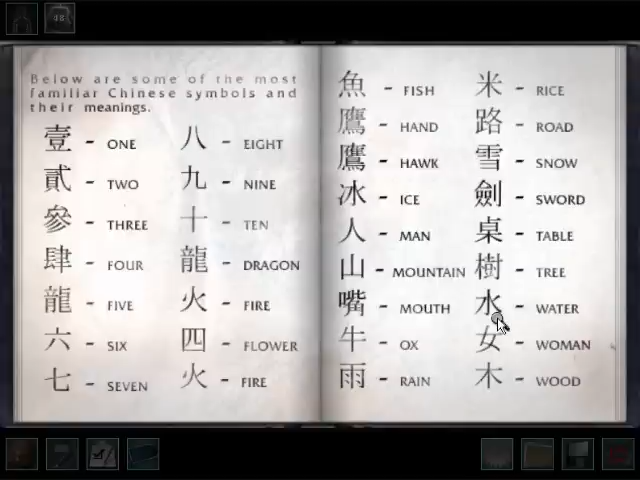 48
Below are some of the most
familiar Chinese symbols and
their meanings.
壹 - ONE
貳 - TWO
參 - THREE
肆 - FOUR
龍 - FIVE
六 - SIX
七 - SEVEN
八 - EIGHT
九 - NINE
十 - TEN
龍 - DRAGON
火 - FIRE
四 - FLOWER
火 - FIRE
魚 - FISH
鷹 - HAND
鷹 - HAWK
冰 - ICE
人 - MAN
山 - MOUNTAIN
嘴 - MOUTH
牛 - OX
雨 - RAIN
米 - RICE
路 - ROAD
雪 - SNOW
劍 - SWORD
桌 - TABLE
樹 - TREE
水 - WATER
女 - WOMAN
木 - WOOD